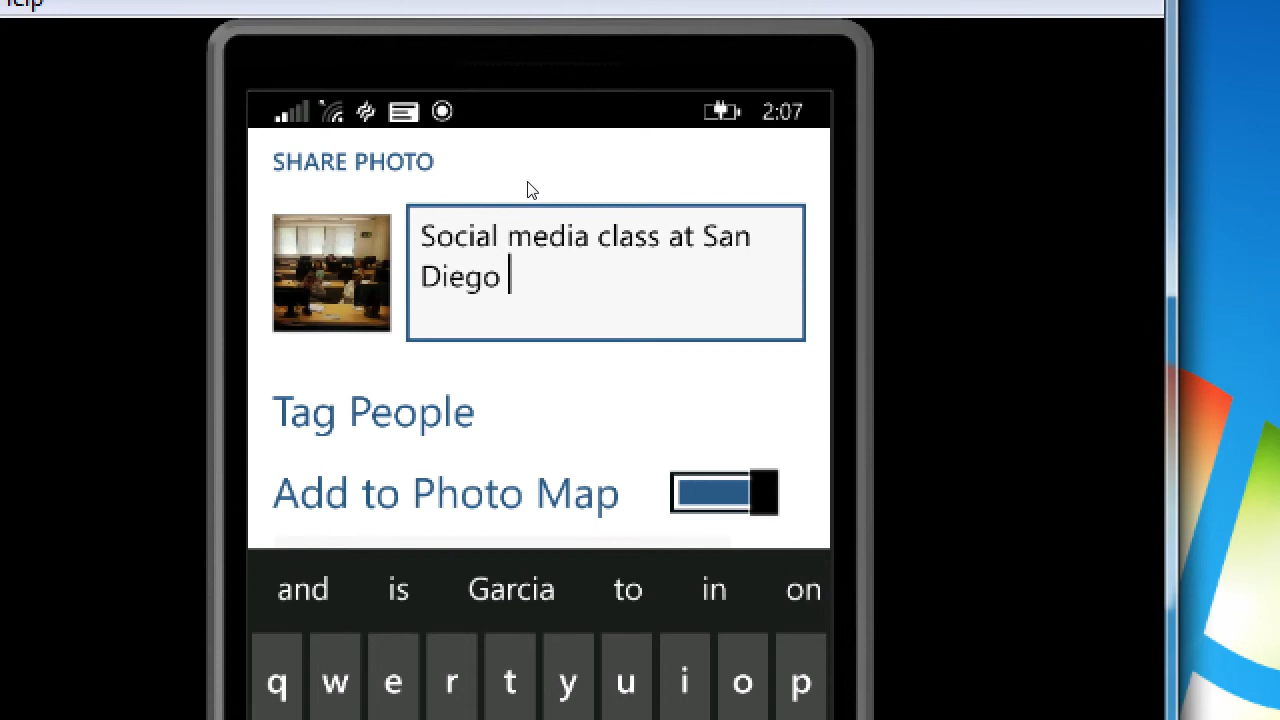 2:07
SHARE PHOTO
Social media class at San
Diego
Tag People
Add to Photo Map
and is Garcia to in on
q w e r t y u i o p